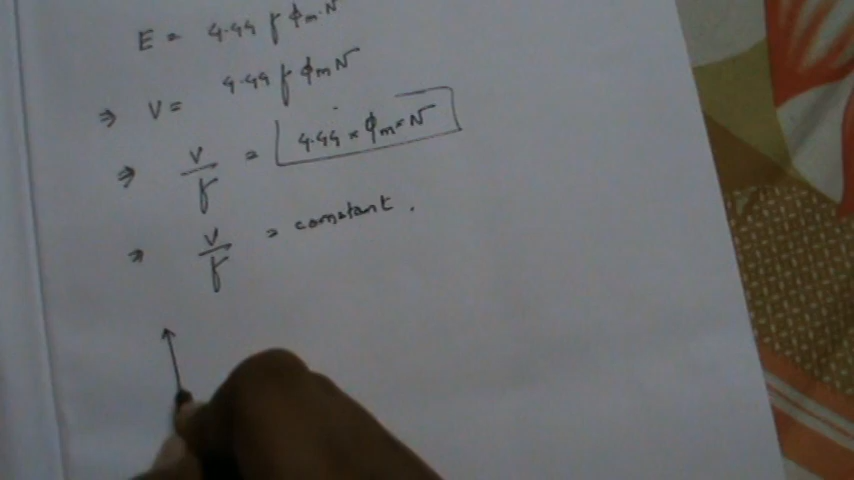 E = 4.44 f ϕm N
⇒ V = 4.44 f ϕm N
⇒ V/f = 4.44 × ϕm × N
⇒ V/f = constant.